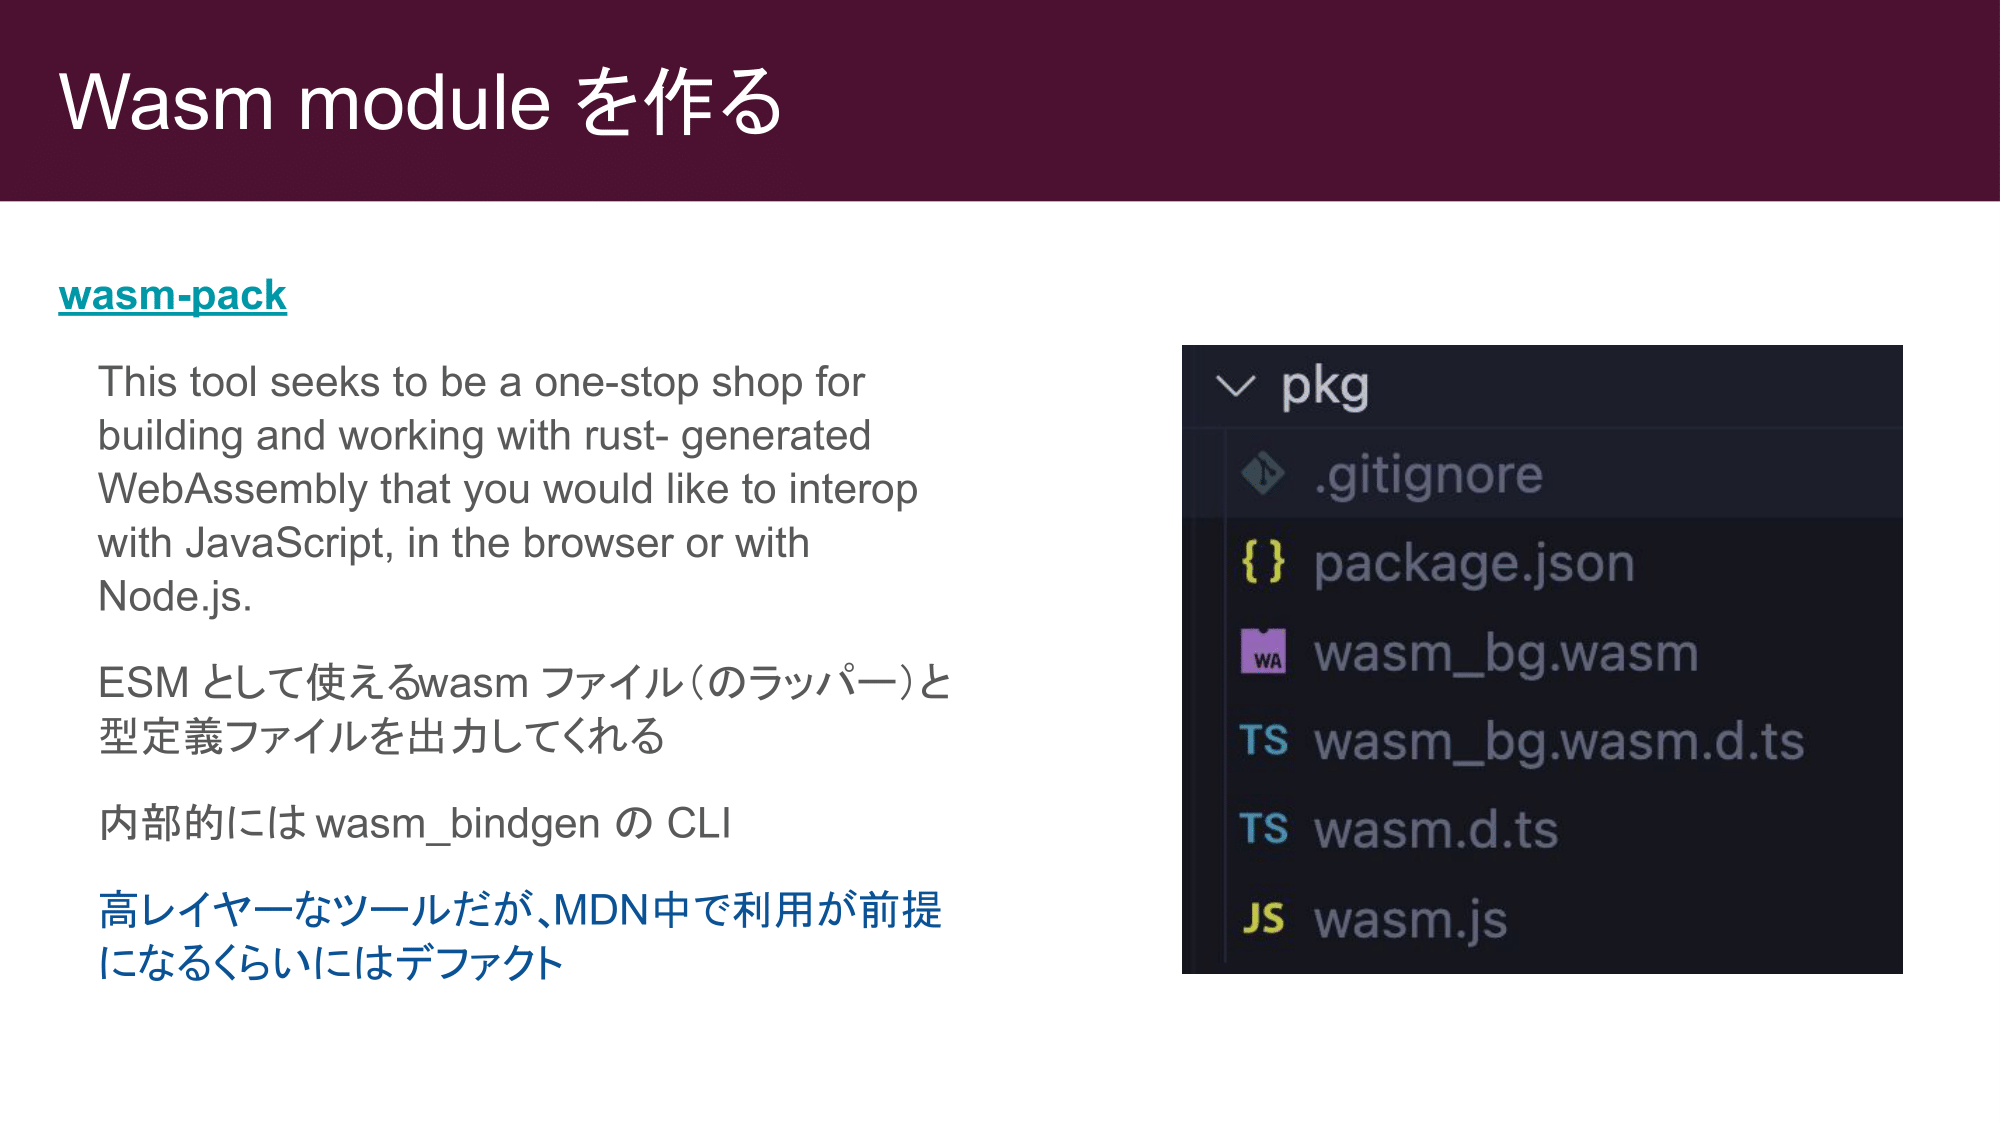 Wasm module を作る
wasm-pack
This tool seeks to be a one-stop shop for
building and working with rust- generated
WebAssembly that you would like to interop
with JavaScript, in the browser or with
Node.js.
ESM として使えるwasm ファイル（のラッパー）と
型定義ファイルを出力してくれる
内部的には wasm_bindgen の CLI
高レイヤーなツールだが、MDN中で利用が前提
になるくらいにはデファクト
pkg
.gitignore
{} package.json
WA wasm_bg.wasm
TS wasm_bg.wasm.d.ts
TS wasm.d.ts
JS wasm.js